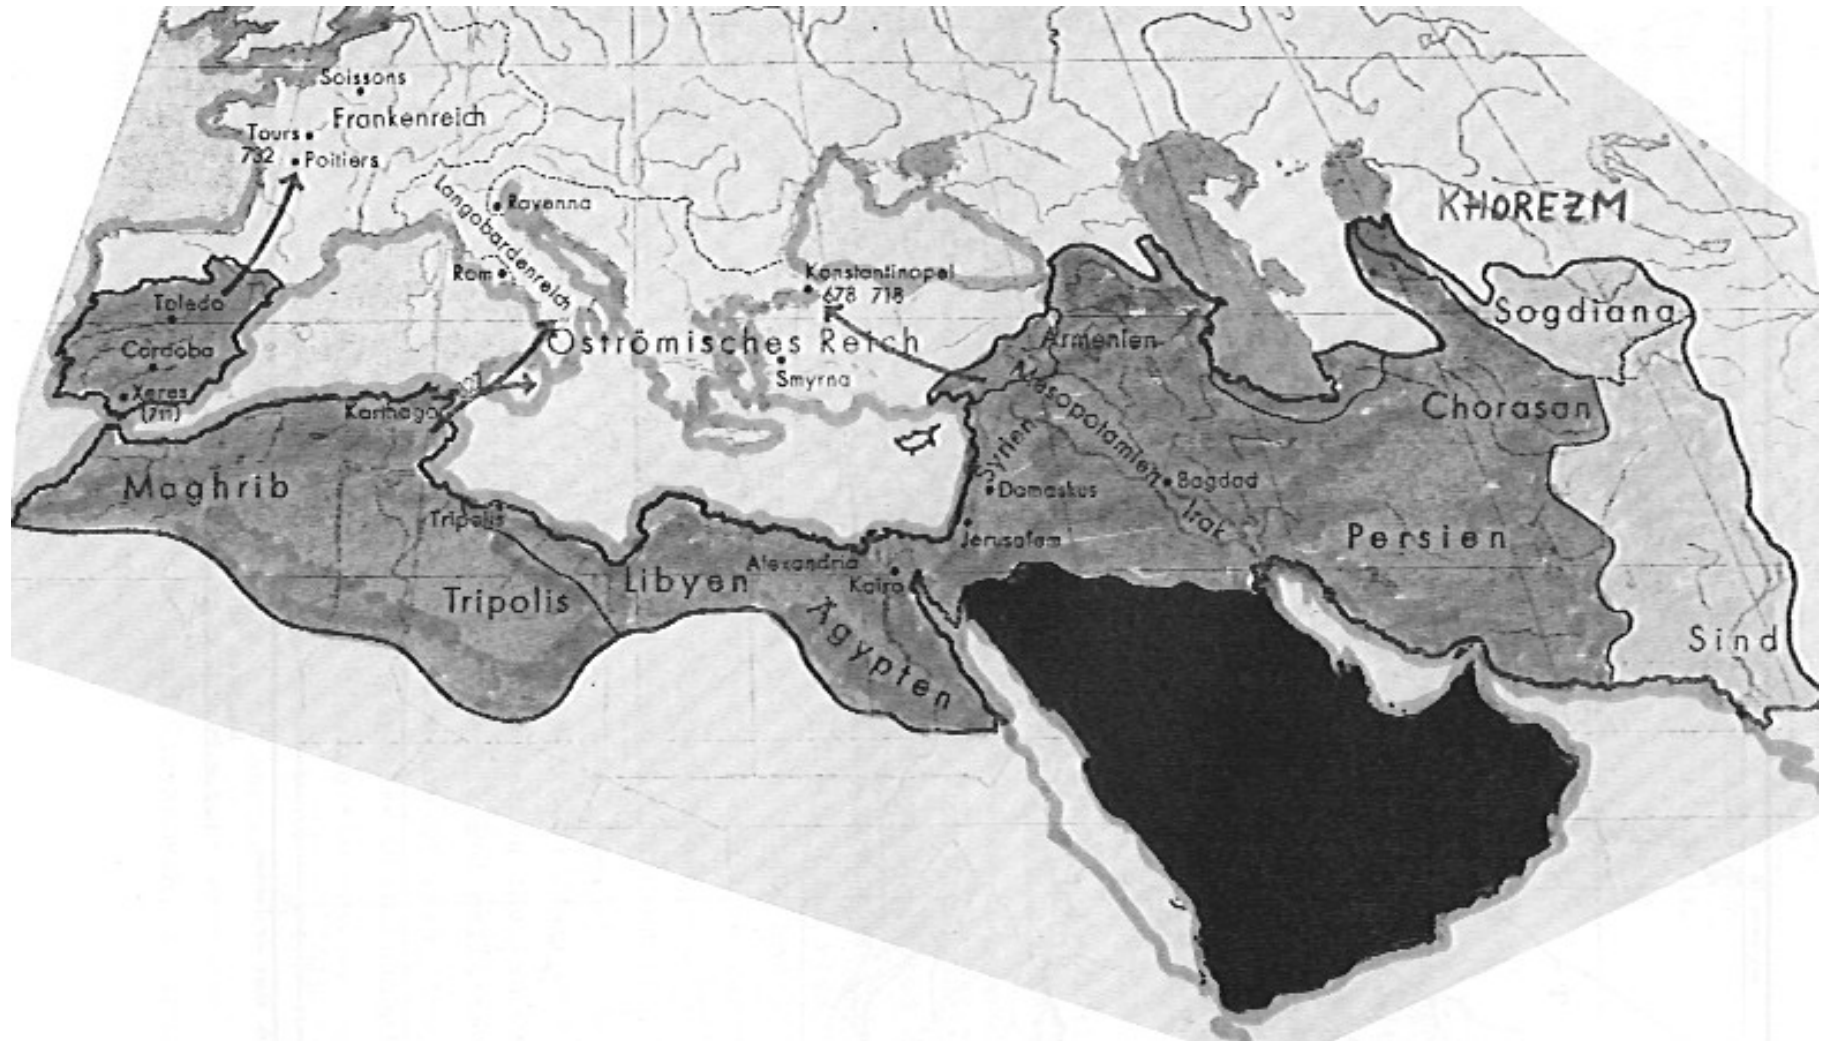 Soissons
Frankenreich
Tours
732
Poitiers
Langobardenreich
Ravenna
Rom
KHOREZM
Konstantinopel
678 718
Sogdiana
Toledo
Cordoba
Xeres
(711)
Oströmisches Reich
Smyrna
Armenien
Karthago
Mesopotamien
Chorasan
Syrien
Maghrib
Damaskus
Bagdad
Irak
Tripolis
Jerusalem
Persien
Alexandria
Kairo
Libyen
Tripolis
Ägypten
Sind